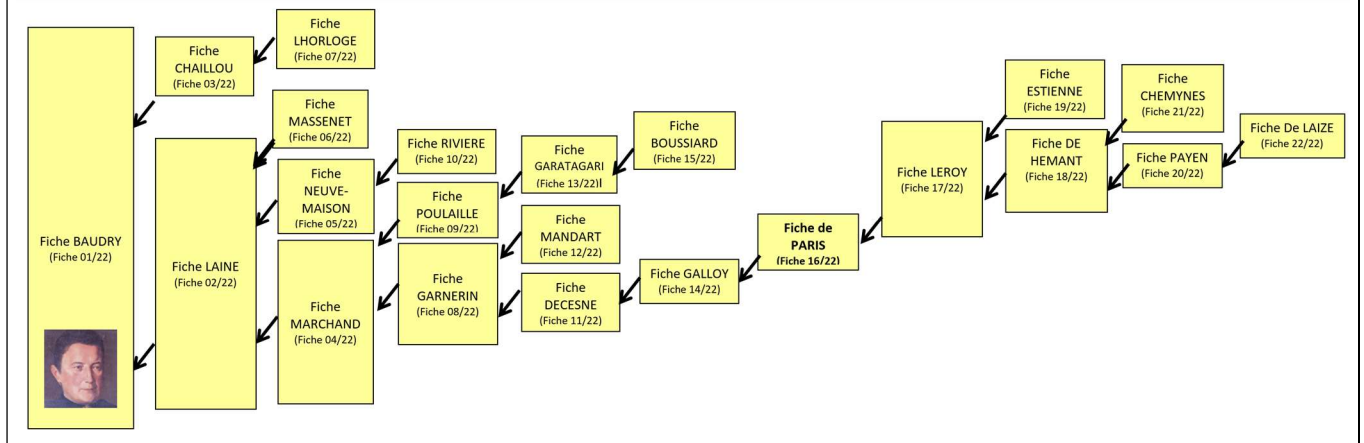 Fiche BAUDRY
(Fiche 01/22)
Fiche
CHAILLOU
(Fiche 03/22)
Fiche LAINE
(Fiche 02/22)
Fiche
LHORLOGE
(Fiche 07/22)
Fiche
MASSENET
(Fiche 06/22)
Fiche
NEUVE-
MAISON
(Fiche 05/22)
Fiche
MARCHAND
(Fiche 04/22)
Fiche RIVIERE
(Fiche 10/22)
Fiche
POULAILLE
(Fiche 09/22)
Fiche
GARNERIN
(Fiche 08/22)
Fiche
GARATAGARI
(Fiche 13/22)l
Fiche
MANDART
(Fiche 12/22)
Fiche
DECESNE
(Fiche 11/22)
Fiche
BOUSSIARD
(Fiche 15/22)
Fiche GALLOY
(Fiche 14/22)
Fiche de
PARIS
(Fiche 16/22)
Fiche LEROY
(Fiche 17/22)
Fiche
ESTIENNE
(Fiche 19/22)
Fiche DE
HEMANT
(Fiche 18/22)
Fiche
CHEMYNES
(Fiche 21/22)
Fiche PAYEN
(Fiche 20/22)
Fiche De LAIZE
(Fiche 22/22)